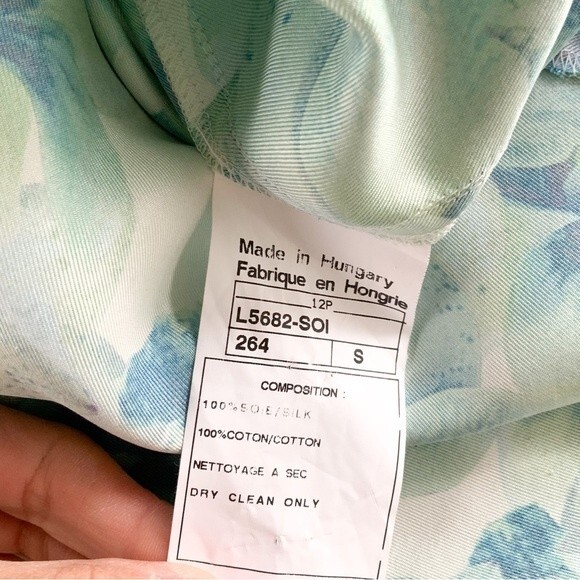 Made in Hungary
Fabrique en Hongrie
12P
L5682-SOI
264 S
COMPOSITION :
100%SOIE/SILK
100%COTON/COTTON
NETTOYAGE A SEC
DRY CLEAN ONLY